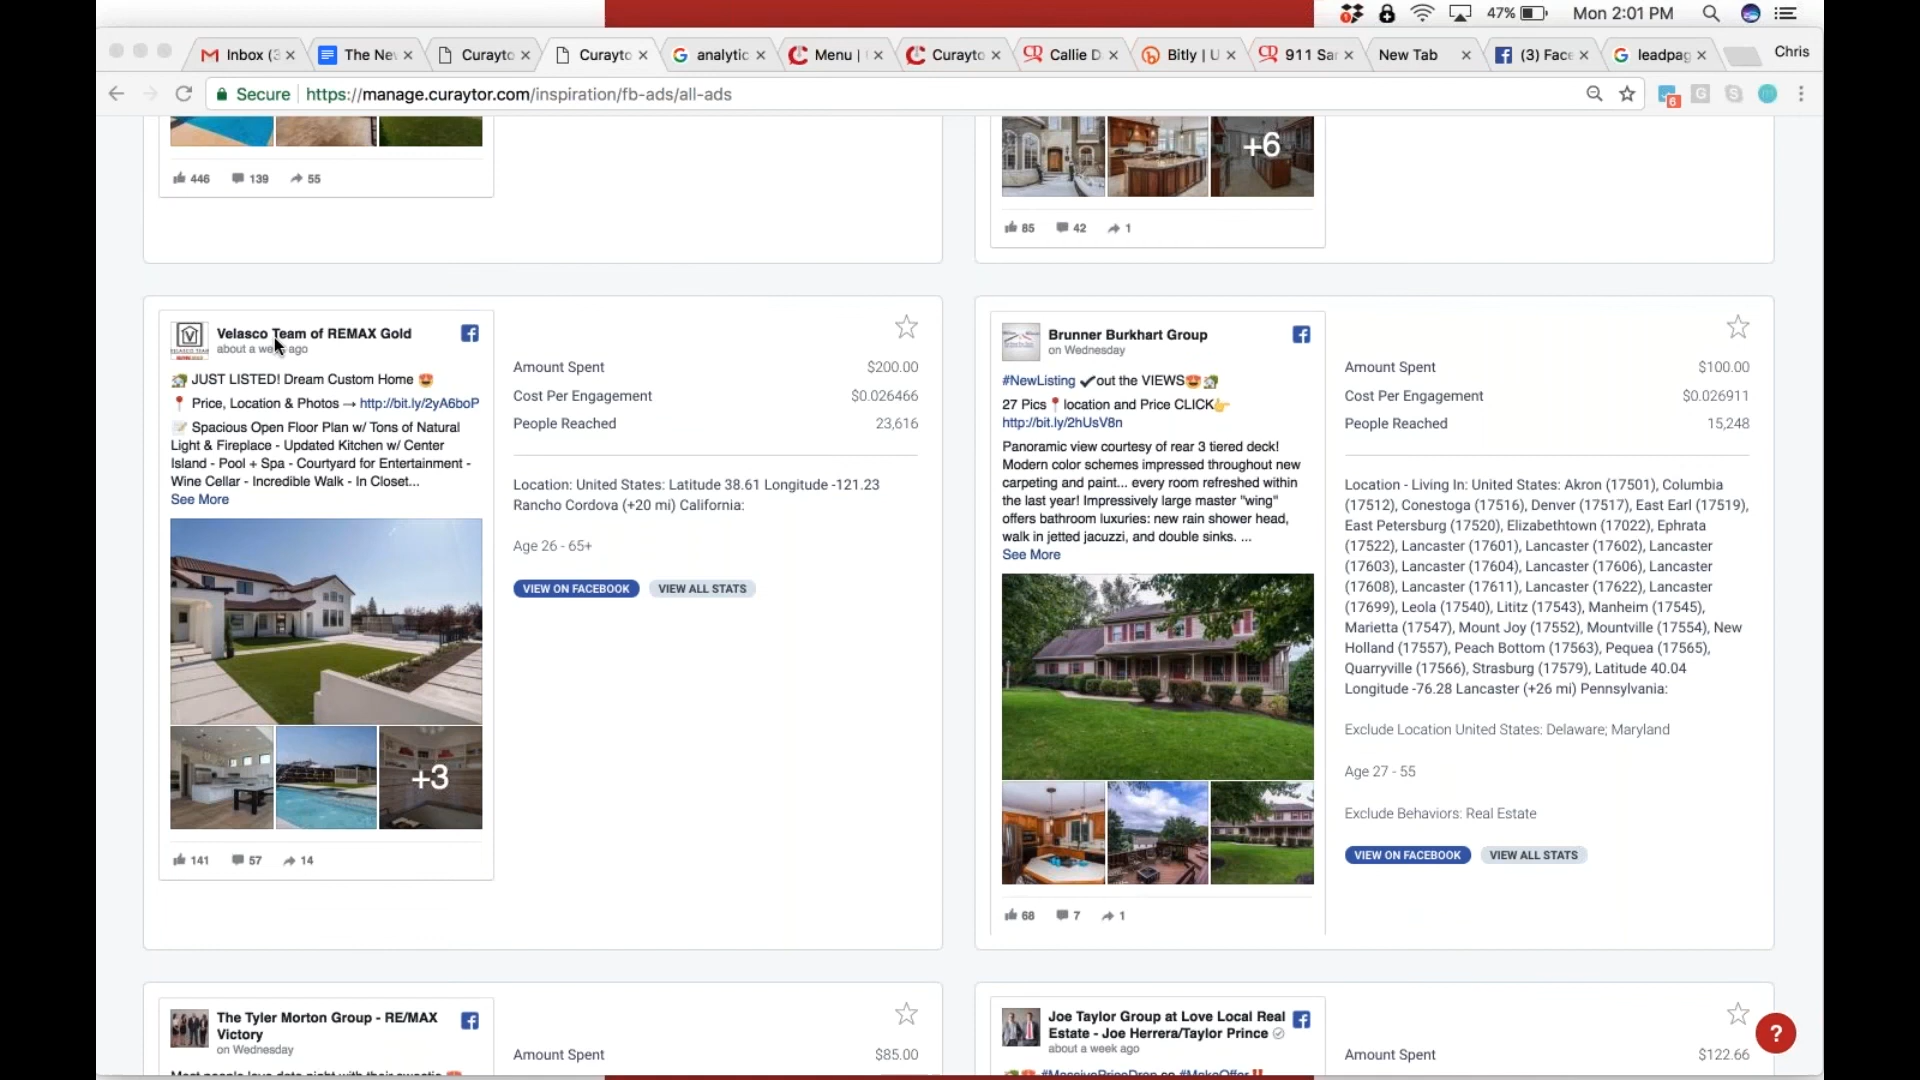 47%
Mon 2:01 PM
Inbox (3
The Nev
Curayto
Curayto
analytic
Menu |
Curayto
Callie D
Bitly | U
911 Sar
New Tab
(3) Face
leadpag
Chris
Secure
https://manage.curaytor.com/inspiration/fb-ads/all-ads
6
446 139 55
+6
85 42 1
Velasco Team of REMAX Gold
about a week ago
JUST LISTED! Dream Custom Home
Price, Location & Photos → http://bit.ly/2yA6boP
Spacious Open Floor Plan w/ Tons of Natural
Light & Fireplace - Updated Kitchen w/ Center
Island - Pool + Spa - Courtyard for Entertainment -
Wine Cellar - Incredible Walk - In Closet...
See More
+3
141 57 14
Amount Spent $200.00
Cost Per Engagement $0.026466
People Reached 23,616
Location: United States: Latitude 38.61 Longitude -121.23
Rancho Cordova (+20 mi) California:
Age 26 - 65+
VIEW ON FACEBOOK VIEW ALL STATS
Brunner Burkhart Group
on Wednesday
#NewListing ✔out the VIEWS
27 Pics location and Price CLICK
http://bit.ly/2hUsV8n
Panoramic view courtesy of rear 3 tiered deck!
Modern color schemes impressed throughout new
carpeting and paint... every room refreshed within
the last year! Impressively large master "wing"
offers bathroom luxuries: new rain shower head,
walk in jetted jacuzzi, and double sinks. ...
See More
68 7 1
Amount Spent $100.00
Cost Per Engagement $0.026911
People Reached 15,248
Location - Living In: United States: Akron (17501), Columbia
(17512), Conestoga (17516), Denver (17517), East Earl (17519),
East Petersburg (17520), Elizabethtown (17022), Ephrata
(17522), Lancaster (17601), Lancaster (17602), Lancaster
(17603), Lancaster (17604), Lancaster (17606), Lancaster
(17608), Lancaster (17611), Lancaster (17622), Lancaster
(17699), Leola (17540), Lititz (17543), Manheim (17545),
Marietta (17547), Mount Joy (17552), Mountville (17554), New
Holland (17557), Peach Bottom (17563), Pequea (17565),
Quarryville (17566), Strasburg (17579), Latitude 40.04
Longitude -76.28 Lancaster (+26 mi) Pennsylvania:
Exclude Location United States: Delaware; Maryland
Age 27 - 55
Exclude Behaviors: Real Estate
VIEW ON FACEBOOK VIEW ALL STATS
The Tyler Morton Group - RE/MAX
Victory
on Wednesday
Most people love date night with their sweetie
Amount Spent $85.00
Joe Taylor Group at Love Local Real
Estate - Joe Herrera/Taylor Prince
about a week ago
#MassivePriceDrop so #MakeOffer
Amount Spent $122.66
?